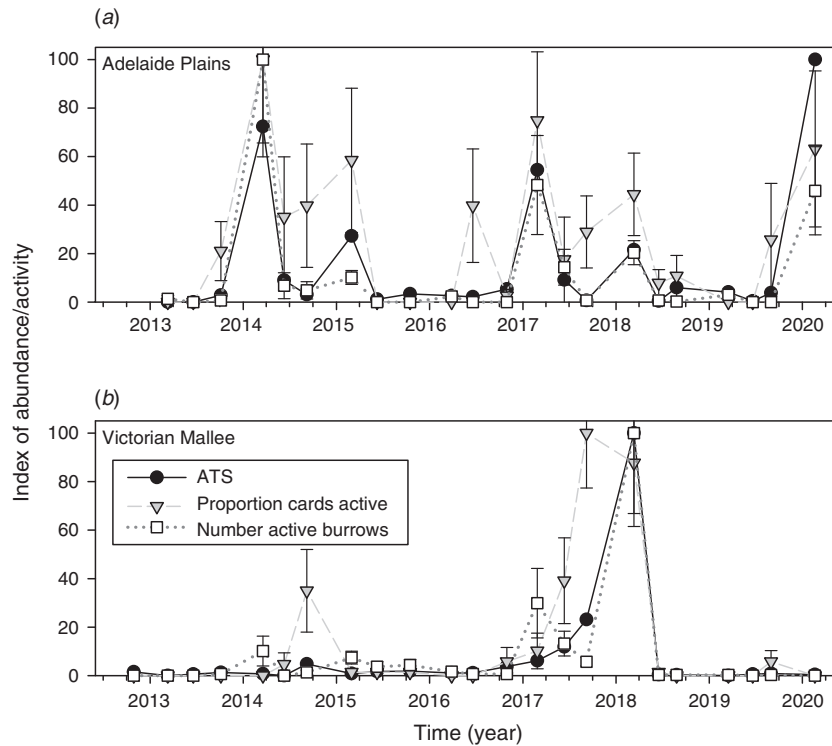 (a)
100
Adelaide Plains
80
60
40
20
0
2013 2014 2015 2016 2017 2018 2019 2020
Index of abundance/activity
(b)
100
Victorian Mallee
ATS
Proportion cards active
Number active burrows
80
60
40
20
0
2013 2014 2015 2016 2017 2018 2019 2020
Time (year)